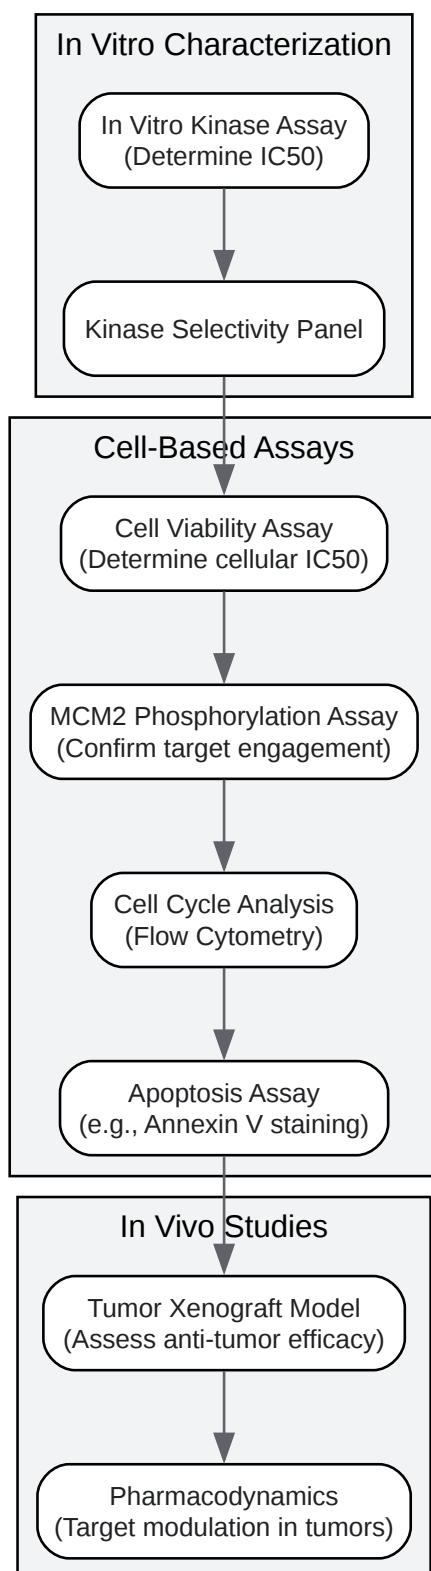 In Vitro Characterization
In Vitro Kinase Assay
(Determine IC50)
Kinase Selectivity Panel
Cell-Based Assays
Cell Viability Assay
(Determine cellular IC50)
MCM2 Phosphorylation Assay
(Confirm target engagement)
Cell Cycle Analysis
(Flow Cytometry)
Apoptosis Assay
(e.g., Annexin V staining)
In Vivo Studies
Tumor Xenograft Model
(Assess anti-tumor efficacy)
Pharmacodynamics
(Target modulation in tumors)